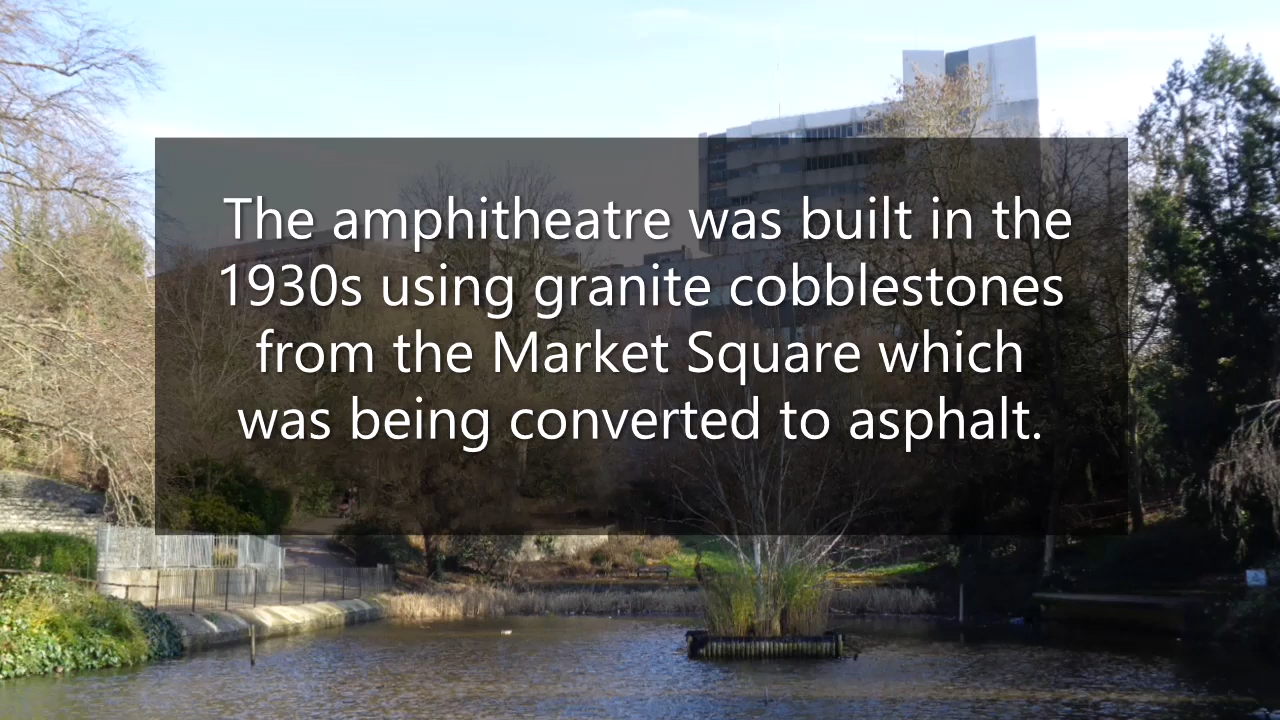 The amphitheatre was built in the
1930s using granite cobblestones
from the Market Square which
was being converted to asphalt.